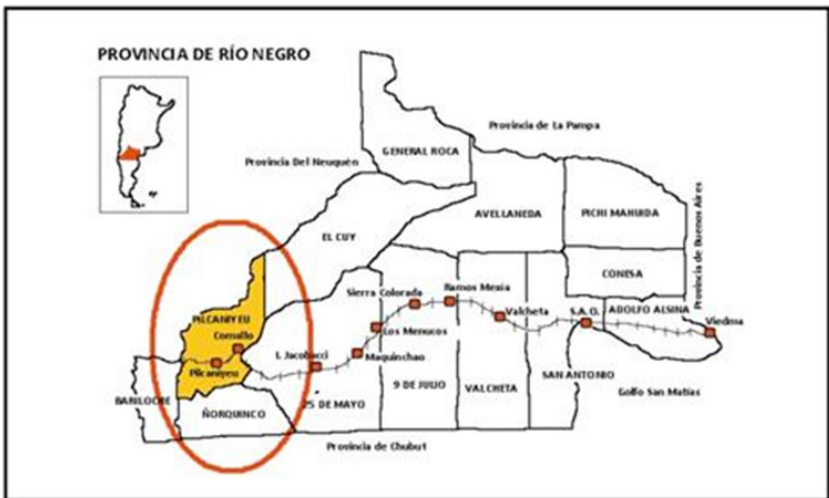 PROVINCIA DE RÍO NEGRO
Provincia de La Pampa
GENERAL ROCA
Provincia Del Neuquén
Provincia de Buenos Aires
AVELLANEDA
PICHI MAHUIDA
EL CUY
CONESA
Sierra Colorada
Ramos Mexia
PILCANIYEU
Valcheta
S.A.O.
ADOLFO ALSINA
Viedma
Comallo
Los Menucos
I. Jacobacci
Maquinchao
Pilcaniyeu
SAN ANTONIO
9 DE JULIO
VALCHETA
Golfo San Matías
BARILOCHE
25 DE MAYO
ÑORQUINCO
Provincia de Chubut